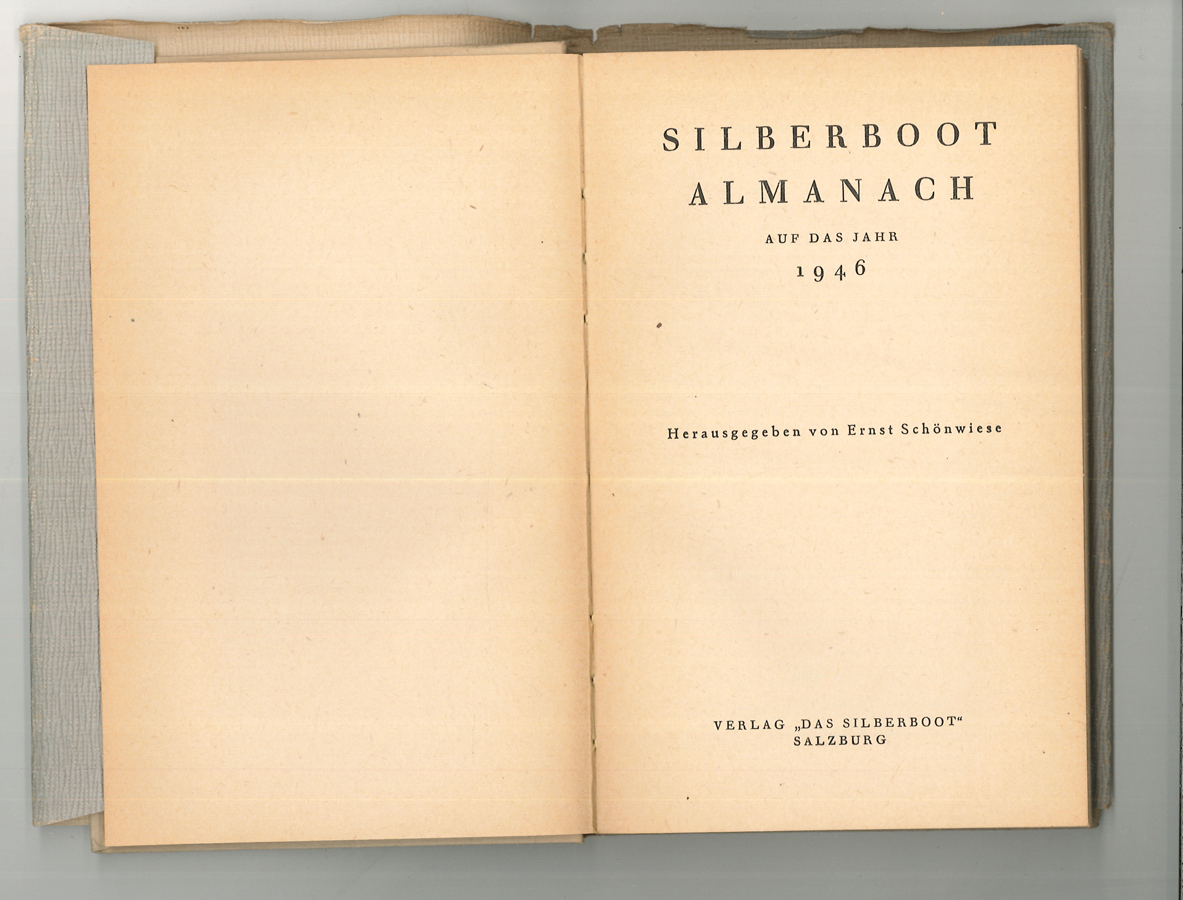 SILBERBOOT
ALMANACH
AUF DAS JAHR
1946
Herausgegeben von Ernst Schönwiese
VERLAG „DAS SILBERBOOT“
SALZBURG